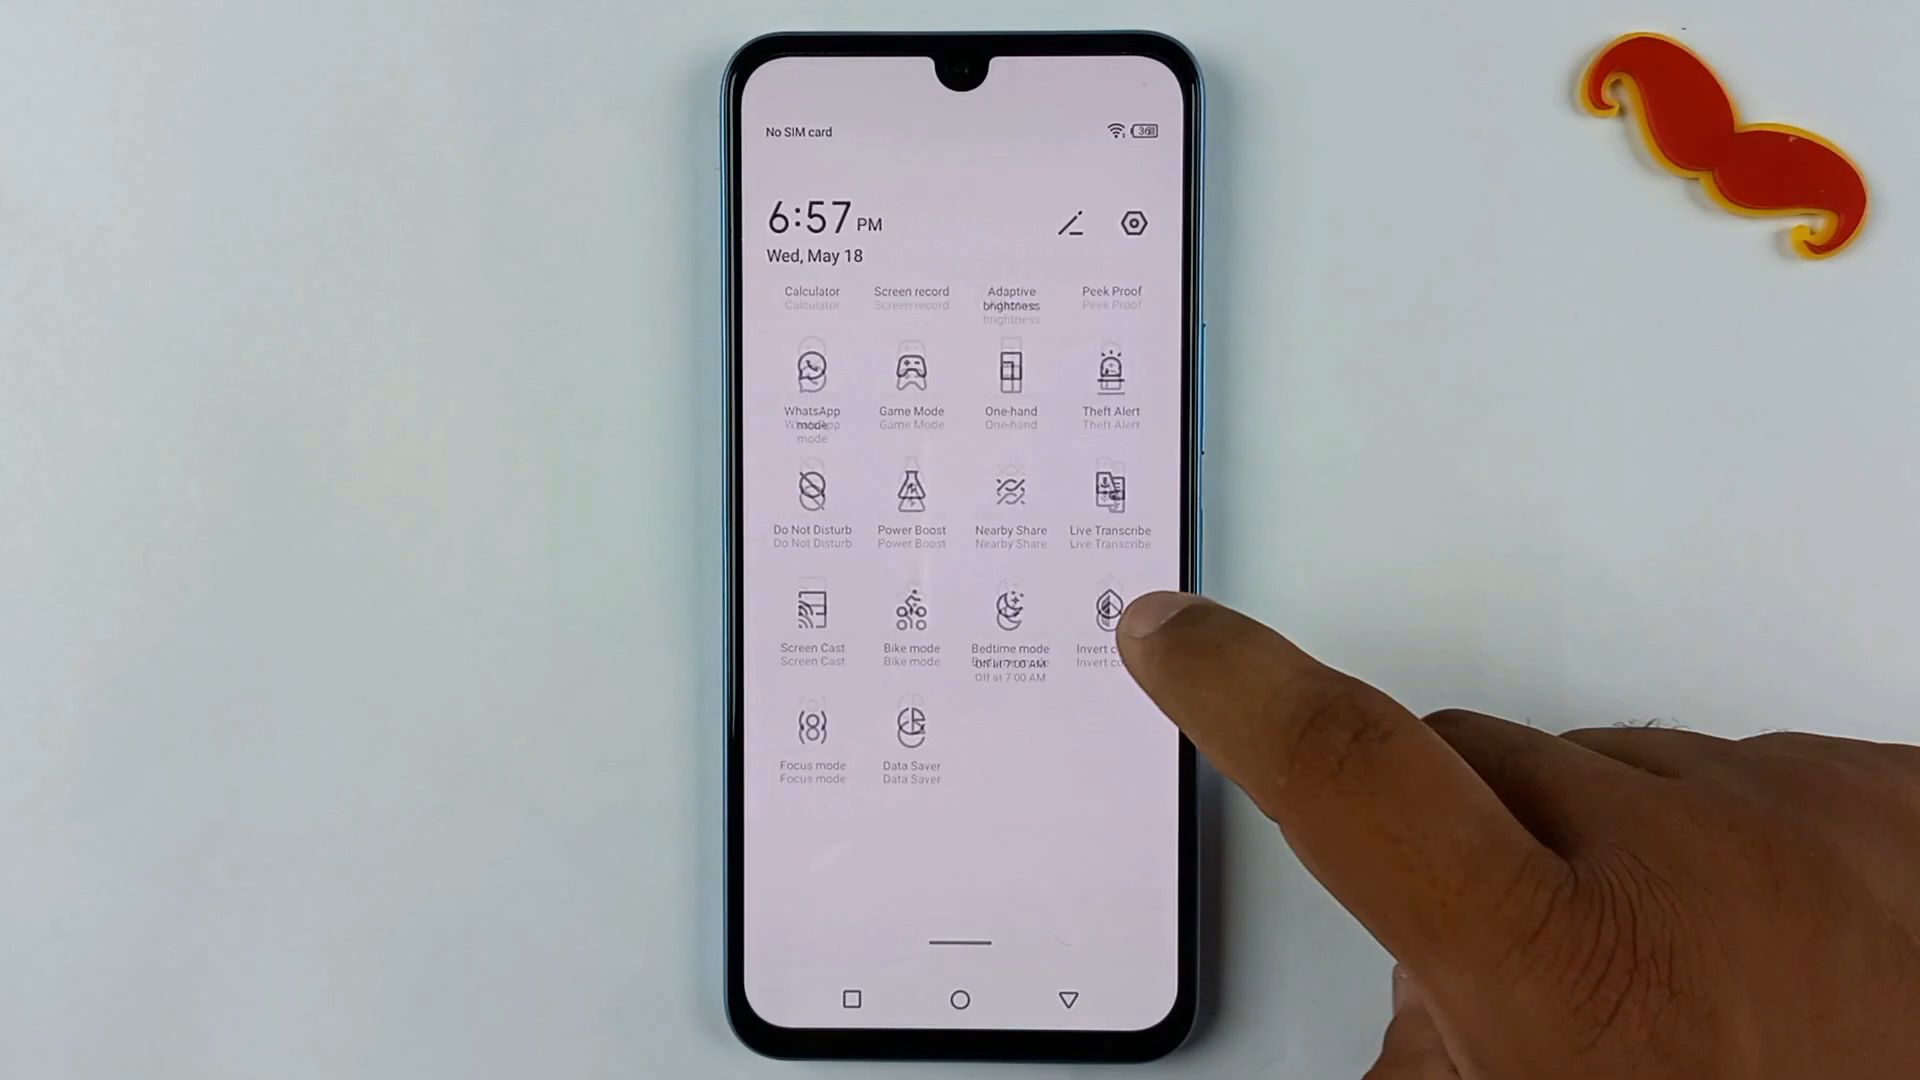 No SIM card
36
6:57 PM
Wed, May 18
Calculator Screen record Adaptive brightness Peek Proof
WhatsApp mode Game Mode One-hand Theft Alert
Do Not Disturb Power Boost Nearby Share Live Transcribe
Screen Cast Bike mode Bedtime mode Invert
Off at 7:00 AM
Focus mode Data Saver